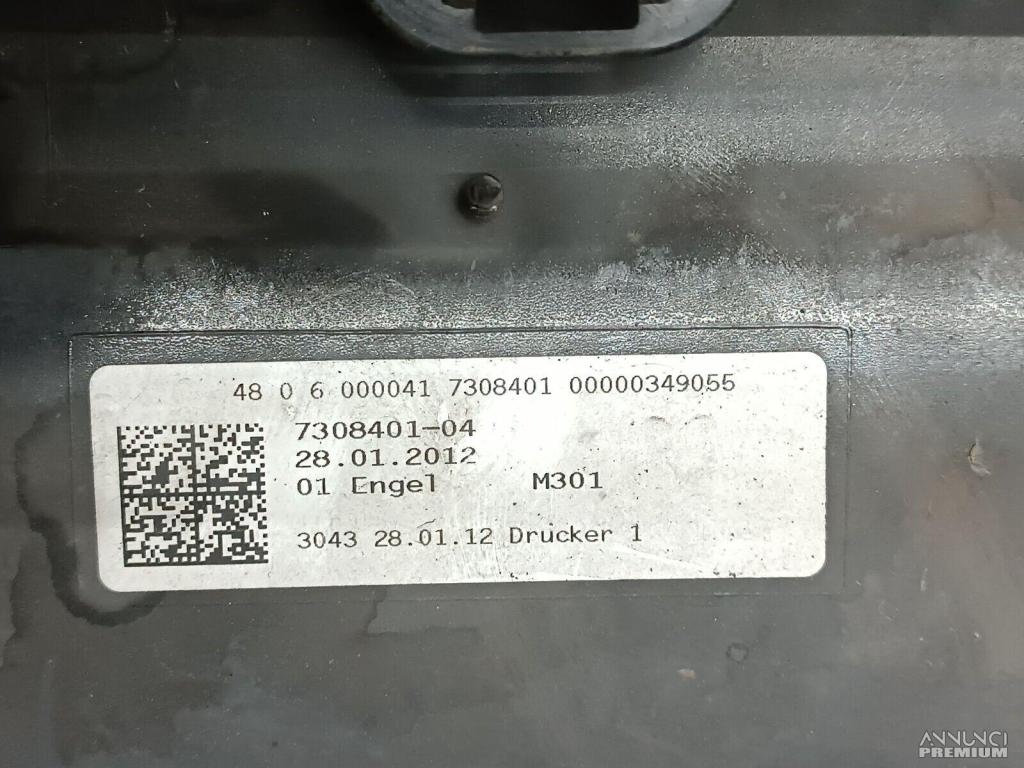 48 0 6 000041 7308401 00000349055
7308401-04
28.01.2012
01 Engel M301
3043 28.01.12 Drucker 1
ANNUNCI
PREMIUM